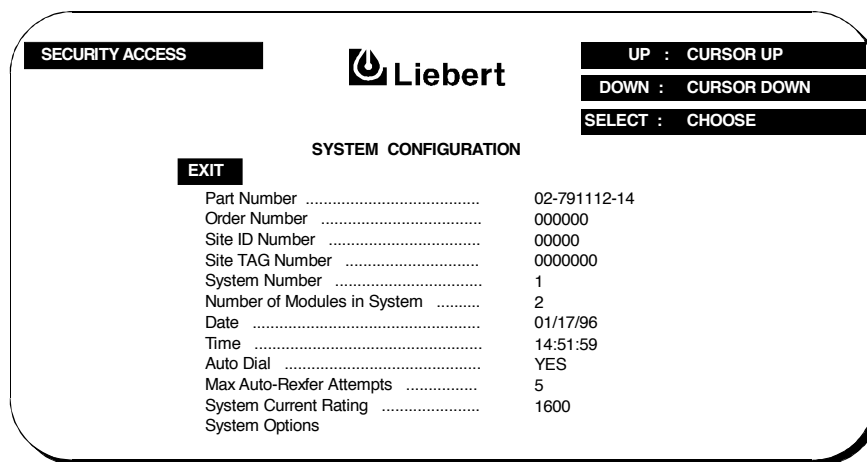 SECURITY ACCESS
Liebert
UP : CURSOR UP
DOWN : CURSOR DOWN
SELECT : CHOOSE
SYSTEM CONFIGURATION
EXIT
Part Number ....................................... 02-791112-14
Order Number .................................... 000000
Site ID Number .................................. 00000
Site TAG Number .............................. 0000000
System Number ................................. 1
Number of Modules in System .......... 2
Date ................................................... 01/17/96
Time ................................................... 14:51:59
Auto Dial ............................................ YES
Max Auto-Rexfer Attempts ................ 5
System Current Rating ...................... 1600
System Options